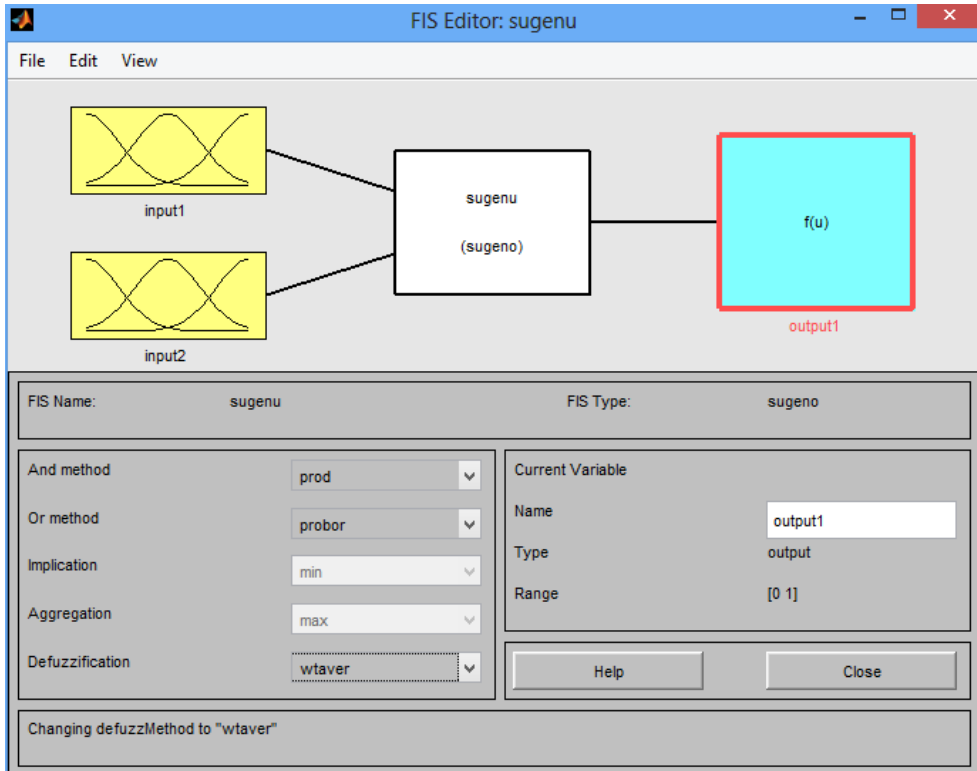 FIS Editor: sugenu
File Edit View
input1
input2
sugenu
(sugeno)
f(u)
output1
FIS Name: sugenu FIS Type: sugeno
And method prod
Or method probor
Implication min
Aggregation max
Defuzzification wtaver
Current Variable
Name output1
Type output
Range [0 1]
Help Close
Changing defuzzMethod to "wtaver"